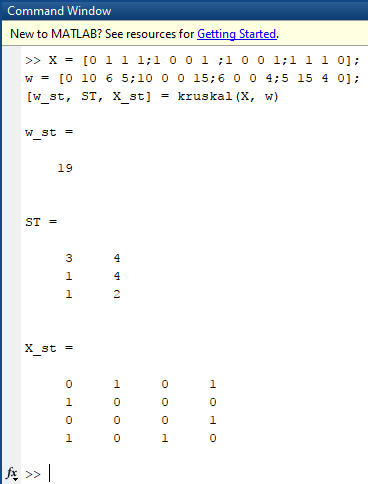 Command Window
New to MATLAB? See resources for Getting Started.
>> X = [0 1 1 1;1 0 0 1 ;1 0 0 1;1 1 1 0];
w = [0 10 6 5;10 0 0 15;6 0 0 4;5 15 4 0];
[w_st, ST, X_st] = kruskal(X, w)
w_st =
19
ST =
3 4
1 4
1 2
X_st =
0 1 0 1
1 0 0 0
0 0 0 1
1 0 1 0
fx >>